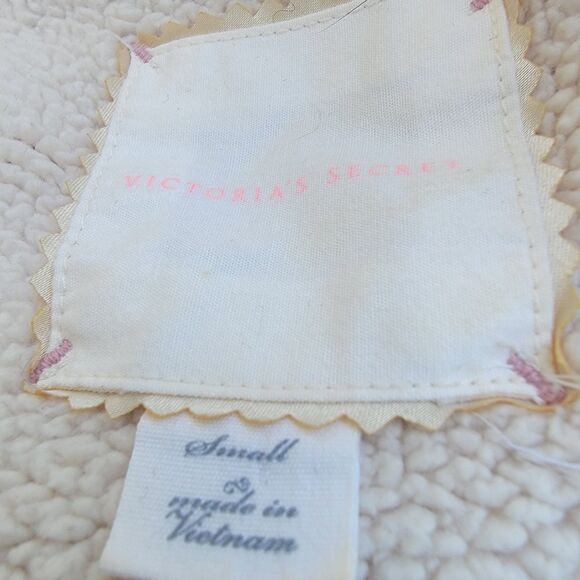 VICTORIA'S SECRET
Small
made in
Vietnam